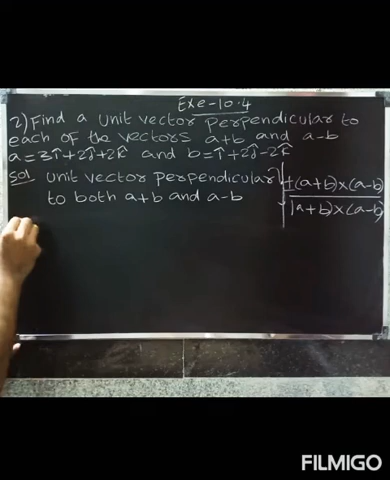 Exe-10.4
2) Find a unit vector perpendicular to
each of the vectors a+b and a-b
a=3î+2ĵ+2k̂ and b=î+2ĵ-2k̂
Sol Unit vector perpendicular
to both a+b and a-b
±(a+b)×(a-b)
|(a+b)×(a-b)
FILMIGO